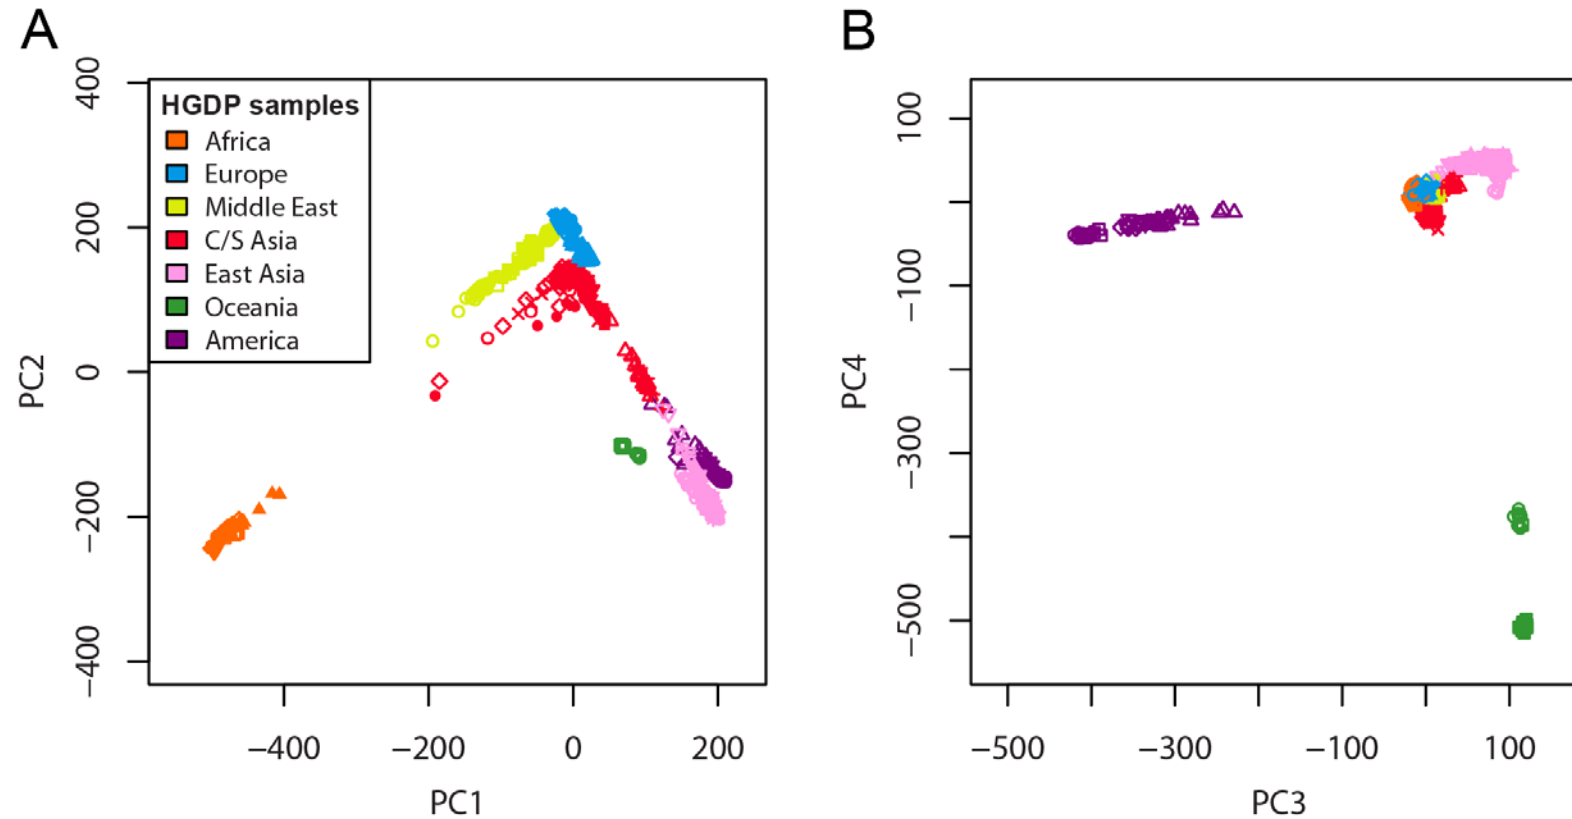 A
HGDP samples
Africa
Europe
Middle East
C/S Asia
East Asia
Oceania
America
400
200
0
−200
−400
PC2
−400
−200
0
200
PC1
B
100
−100
−300
−500
PC4
−500
−300
−100
100
PC3